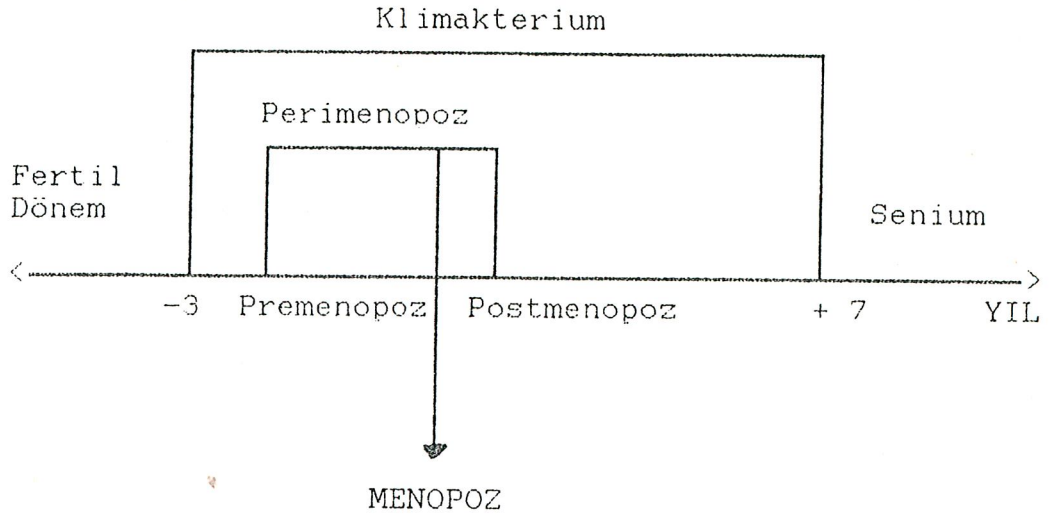 Klimakterium
Perimenopoz
Fertil
Dönem
Senium
-3 Premenopoz Postmenopoz + 7 YIL
MENOPOZ